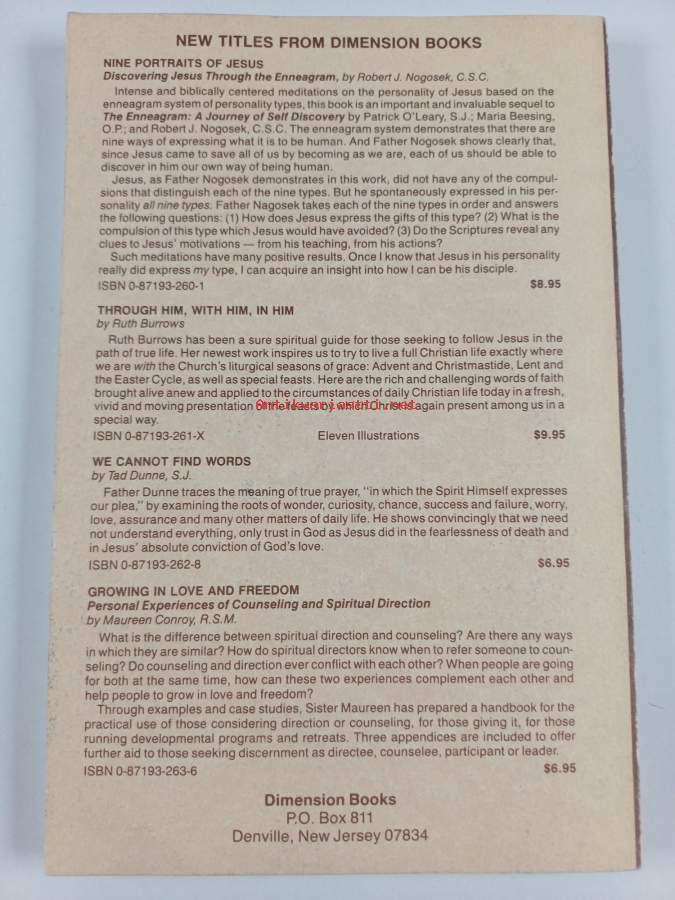 NEW TITLES FROM DIMENSION BOOKS
NINE PORTRAITS OF JESUS
Discovering Jesus Through the Enneagram, by Robert J. Nogosek, C.S.C.
Intense and biblically centered meditations on the personality of Jesus based on the
enneagram system of personality types, this book is an important and invaluable sequel to
The Enneagram: A Journey of Self Discovery by Patrick O'Leary, S.J.; Maria Beesing,
O.P.; and Robert J. Nogosek, C.S.C. The enneagram system demonstrates that there are
nine ways of expressing what it is to be human. And Father Nogosek shows clearly that,
since Jesus came to save all of us by becoming as we are, each of us should be able to
discover in him our own way of being human.
Jesus, as Father Nogosek demonstrates in this work, did not have any of the compul-
sions that distinguish each of the nine types. But he spontaneously expressed in his per-
sonality all nine types. Father Nagosek takes each of the nine types in order and answers
the following questions: (1) How does Jesus express the gifts of this type? (2) What is the
compulsion of this type which Jesus would have avoided? (3) Do the Scriptures reveal any
clues to Jesus' motivations — from his teaching, from his actions?
Such meditations have many positive results. Once I know that Jesus in his personality
really did express my type, I can acquire an insight into how I can be his disciple.
ISBN 0-87193-260-1 $8.95
THROUGH HIM, WITH HIM, IN HIM
by Ruth Burrows
Ruth Burrows has been a sure spiritual guide for those seeking to follow Jesus in the
path of true life. Her newest work inspires us to try to live a full Christian life exactly where
we are with the Church's liturgical seasons of grace: Advent and Christmastide, Lent and
the Easter Cycle, as well as special feasts. Here are the rich and challenging words of faith
brought alive anew and applied to the circumstances of daily Christian life today in a fresh,
vivid and moving presentation of the feasts by which Christ is again present among us in a
special way.
ISBN 0-87193-261-X Eleven Illustrations $9.95
WE CANNOT FIND WORDS
by Tad Dunne, S.J.
Father Dunne traces the meaning of true prayer, "in which the Spirit Himself expresses
our plea," by examining the roots of wonder, curiosity, chance, success and failure, worry,
love, assurance and many other matters of daily life. He shows convincingly that we need
not understand everything, only trust in God as Jesus did in the fearlessness of death and
in Jesus' absolute conviction of God's love.
ISBN 0-87193-262-8 $6.95
GROWING IN LOVE AND FREEDOM
Personal Experiences of Counseling and Spiritual Direction
by Maureen Conroy, R.S.M.
What is the difference between spiritual direction and counseling? Are there any ways
in which they are similar? How do spiritual directors know when to refer someone to coun-
seling? Do counseling and direction ever conflict with each other? When people are going
for both at the same time, how can these two experiences complement each other and
help people to grow in love and freedom?
Through examples and case studies, Sister Maureen has prepared a handbook for the
practical use of those considering direction or counseling, for those giving it, for those
running developmental programs and retreats. Three appendices are included to offer
further aid to those seeking discernment as directee, counselee, participant or leader.
ISBN 0-87193-263-6 $6.95
Dimension Books
P.O. Box 811
Denville, New Jersey 07834